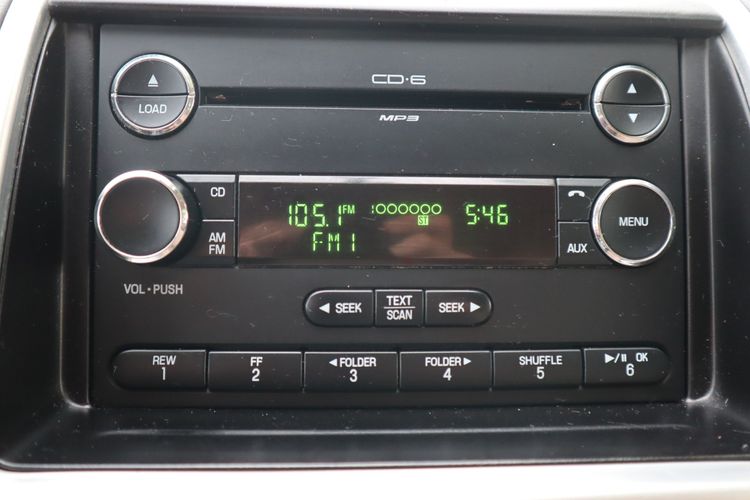 CD·6
LOAD
MP3
CD
AM
FM
105.1 FM
ST
5:46
FM1
AUX
MENU
VOL·PUSH
SEEK
TEXT
SCAN
SEEK
REW
1
FF
2
FOLDER
3
FOLDER
4
SHUFFLE
5
OK
6